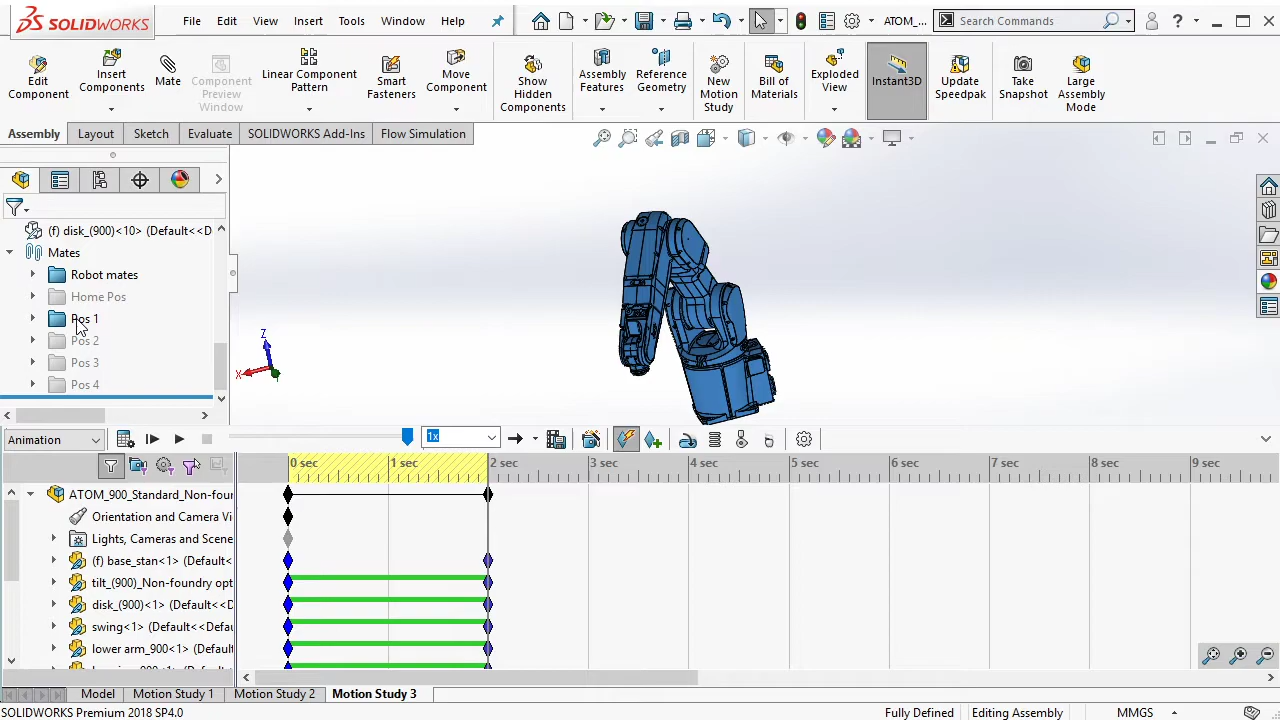 SOLIDWORKS
File Edit View Insert Tools Window Help
ATOM_...
Search Commands
Edit Component
Insert Components
Mate
Component Preview Window
Linear Component Pattern
Smart Fasteners
Move Component
Show Hidden Components
Assembly Features
Reference Geometry
New Motion Study
Bill of Materials
Exploded View
Instant3D
Update Speedpak
Take Snapshot
Large Assembly Mode
Assembly Layout Sketch Evaluate SOLIDWORKS Add-Ins Flow Simulation
(f) disk_(900)<10> (Default<<D
Mates
Robot mates
Home Pos
Pos 1
Pos 2
Pos 3
Pos 4
Z
X
Animation
1x
0 sec 1 sec 2 sec 3 sec 4 sec 5 sec 6 sec 7 sec 8 sec 9 sec
ATOM_900_Standard_Non-four
Orientation and Camera Vi
Lights, Cameras and Scene
(f) base_stan<1> (Default<
tilt_(900)_Non-foundry opt
disk_(900)<1> (Default<<D
swing<1> (Default<<Defau
lower arm_900<1> (Default
Model Motion Study 1 Motion Study 2 Motion Study 3
SOLIDWORKS Premium 2018 SP4.0
Fully Defined Editing Assembly MMGS